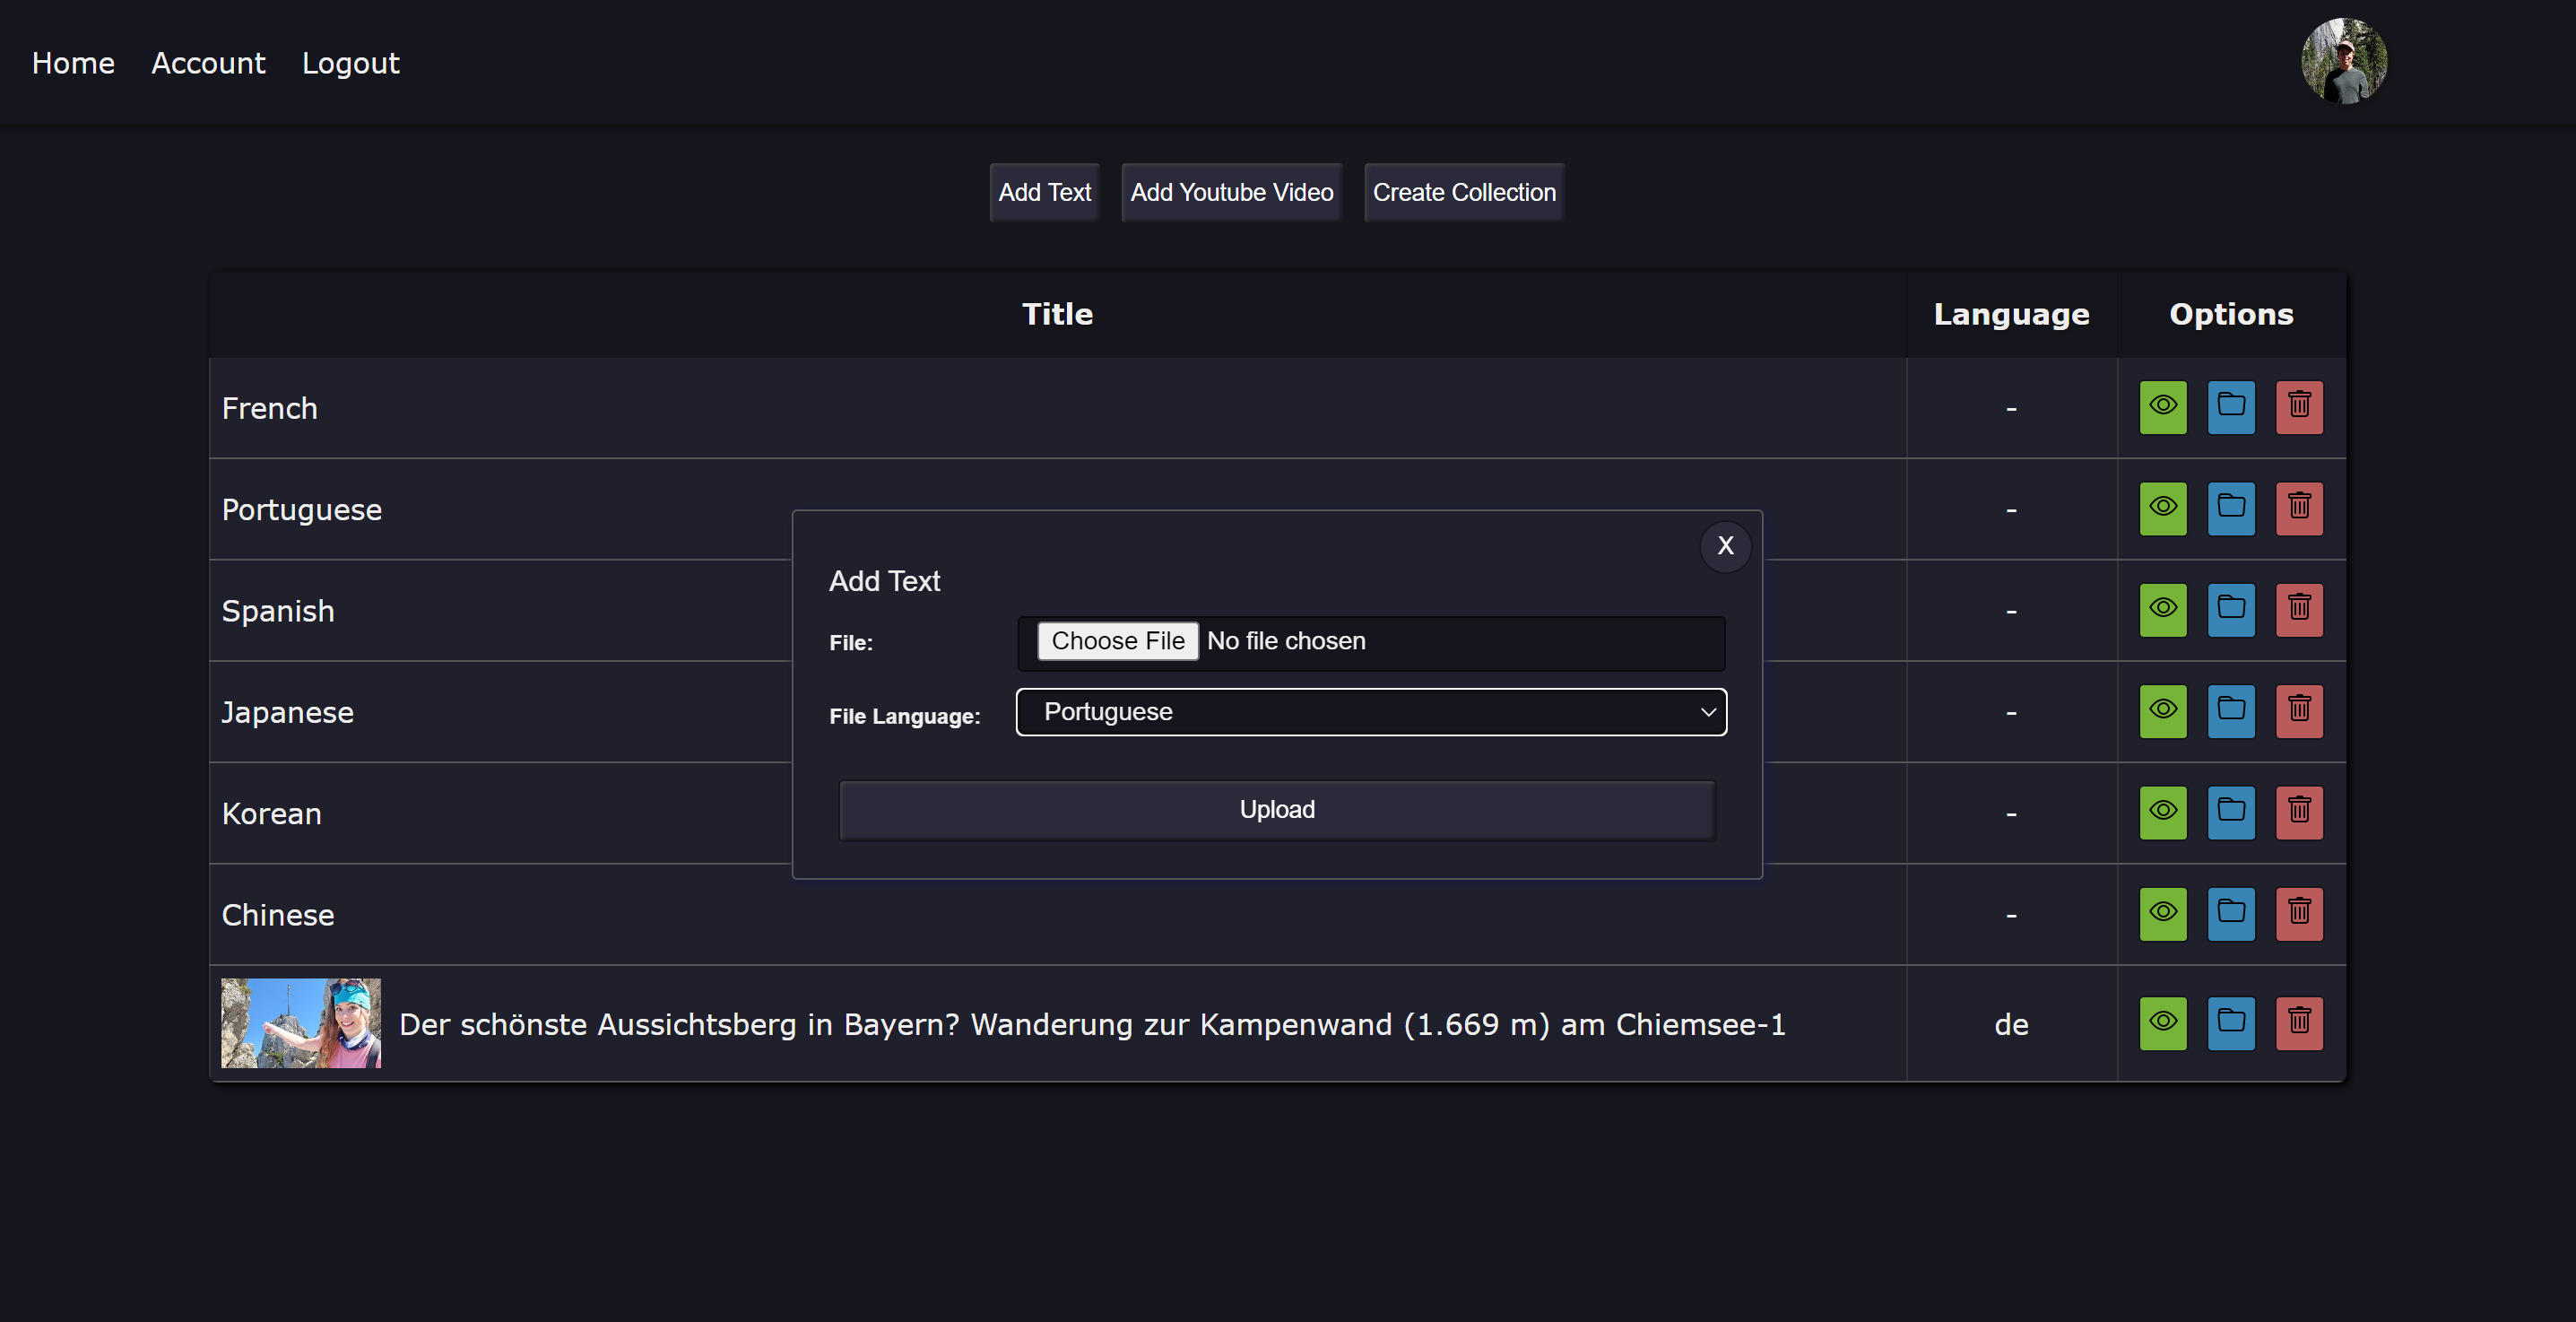 Home Account Logout
Add Text Add Youtube Video Create Collection
Title Language Options
French -
Portuguese -
Spanish -
Japanese -
Korean -
Chinese -
Der schönste Aussichtsberg in Bayern? Wanderung zur Kampenwand (1.669 m) am Chiemsee-1 de
X
Add Text
File: Choose File No file chosen
File Language: Portuguese
Upload